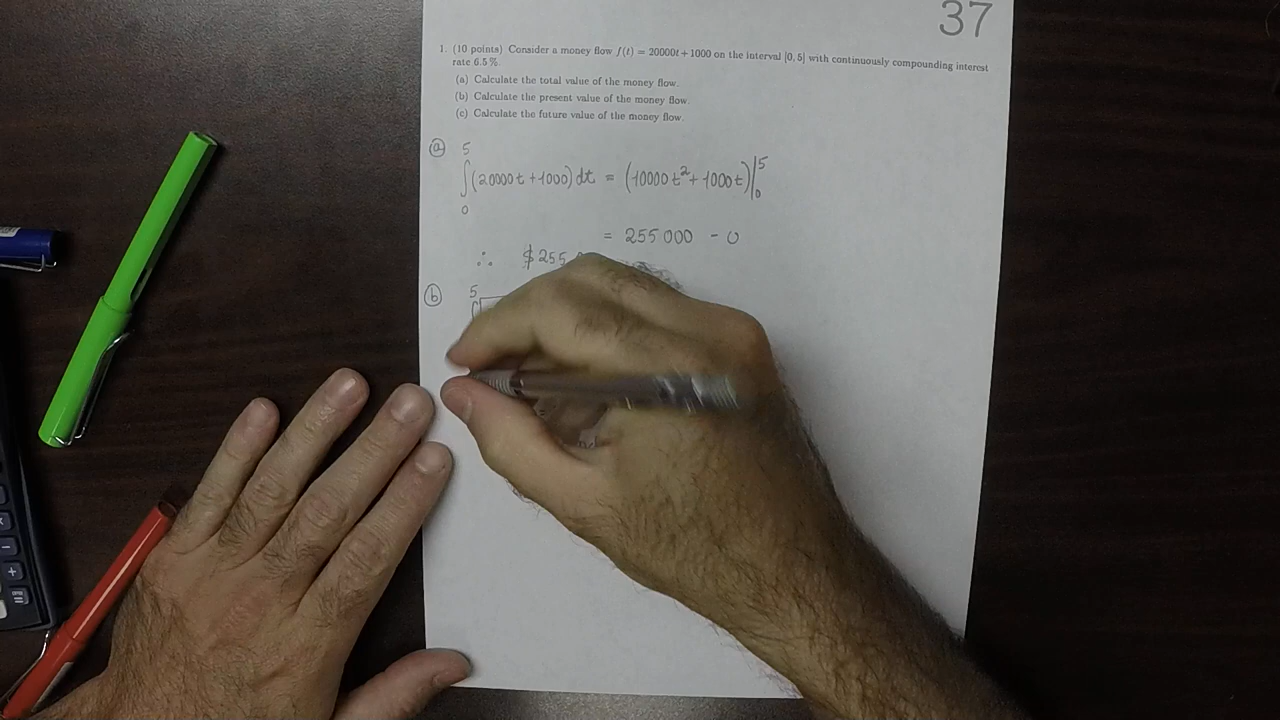 37
1. (10 points) Consider a money flow f(t) = 20000t + 1000 on the interval [0, 5] with continuously compounding interest
rate 6.5%.
(a) Calculate the total value of the money flow.
(b) Calculate the present value of the money flow.
(c) Calculate the future value of the money flow.
(a) ∫₀⁵ (20000t + 1000) dt = (10000t² + 1000t)|₀⁵
= 255 000 - 0
∴ $ 255
(b) 5 ∫